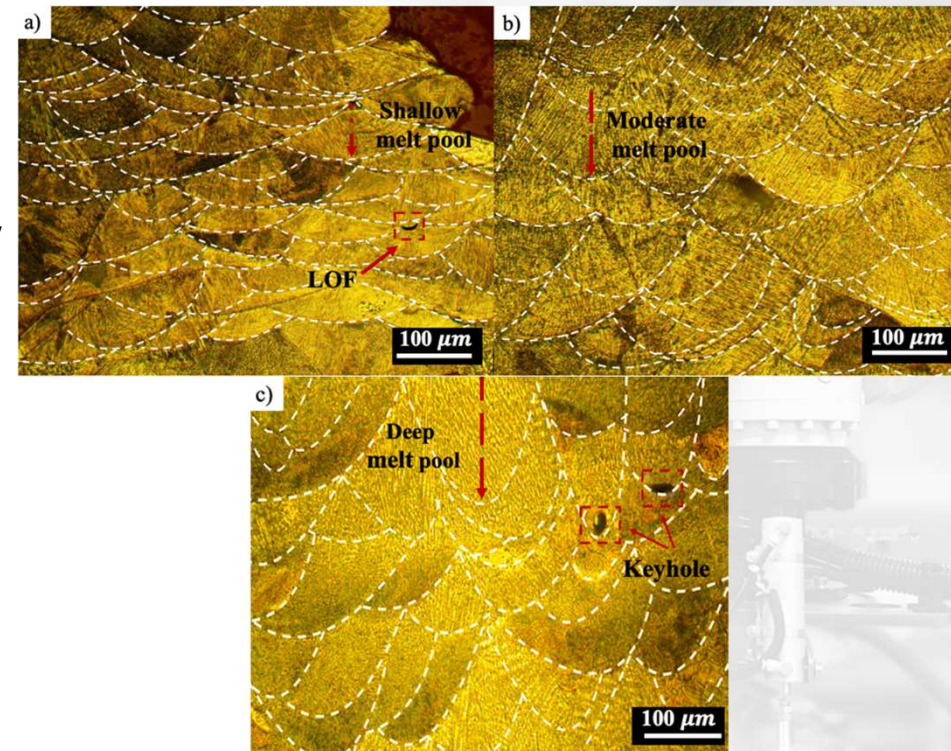 a)
Shallow
melt pool
LOF
100 μm
b)
Moderate
melt pool
100 μm
c)
Deep
melt pool
Keyhole
100 μm